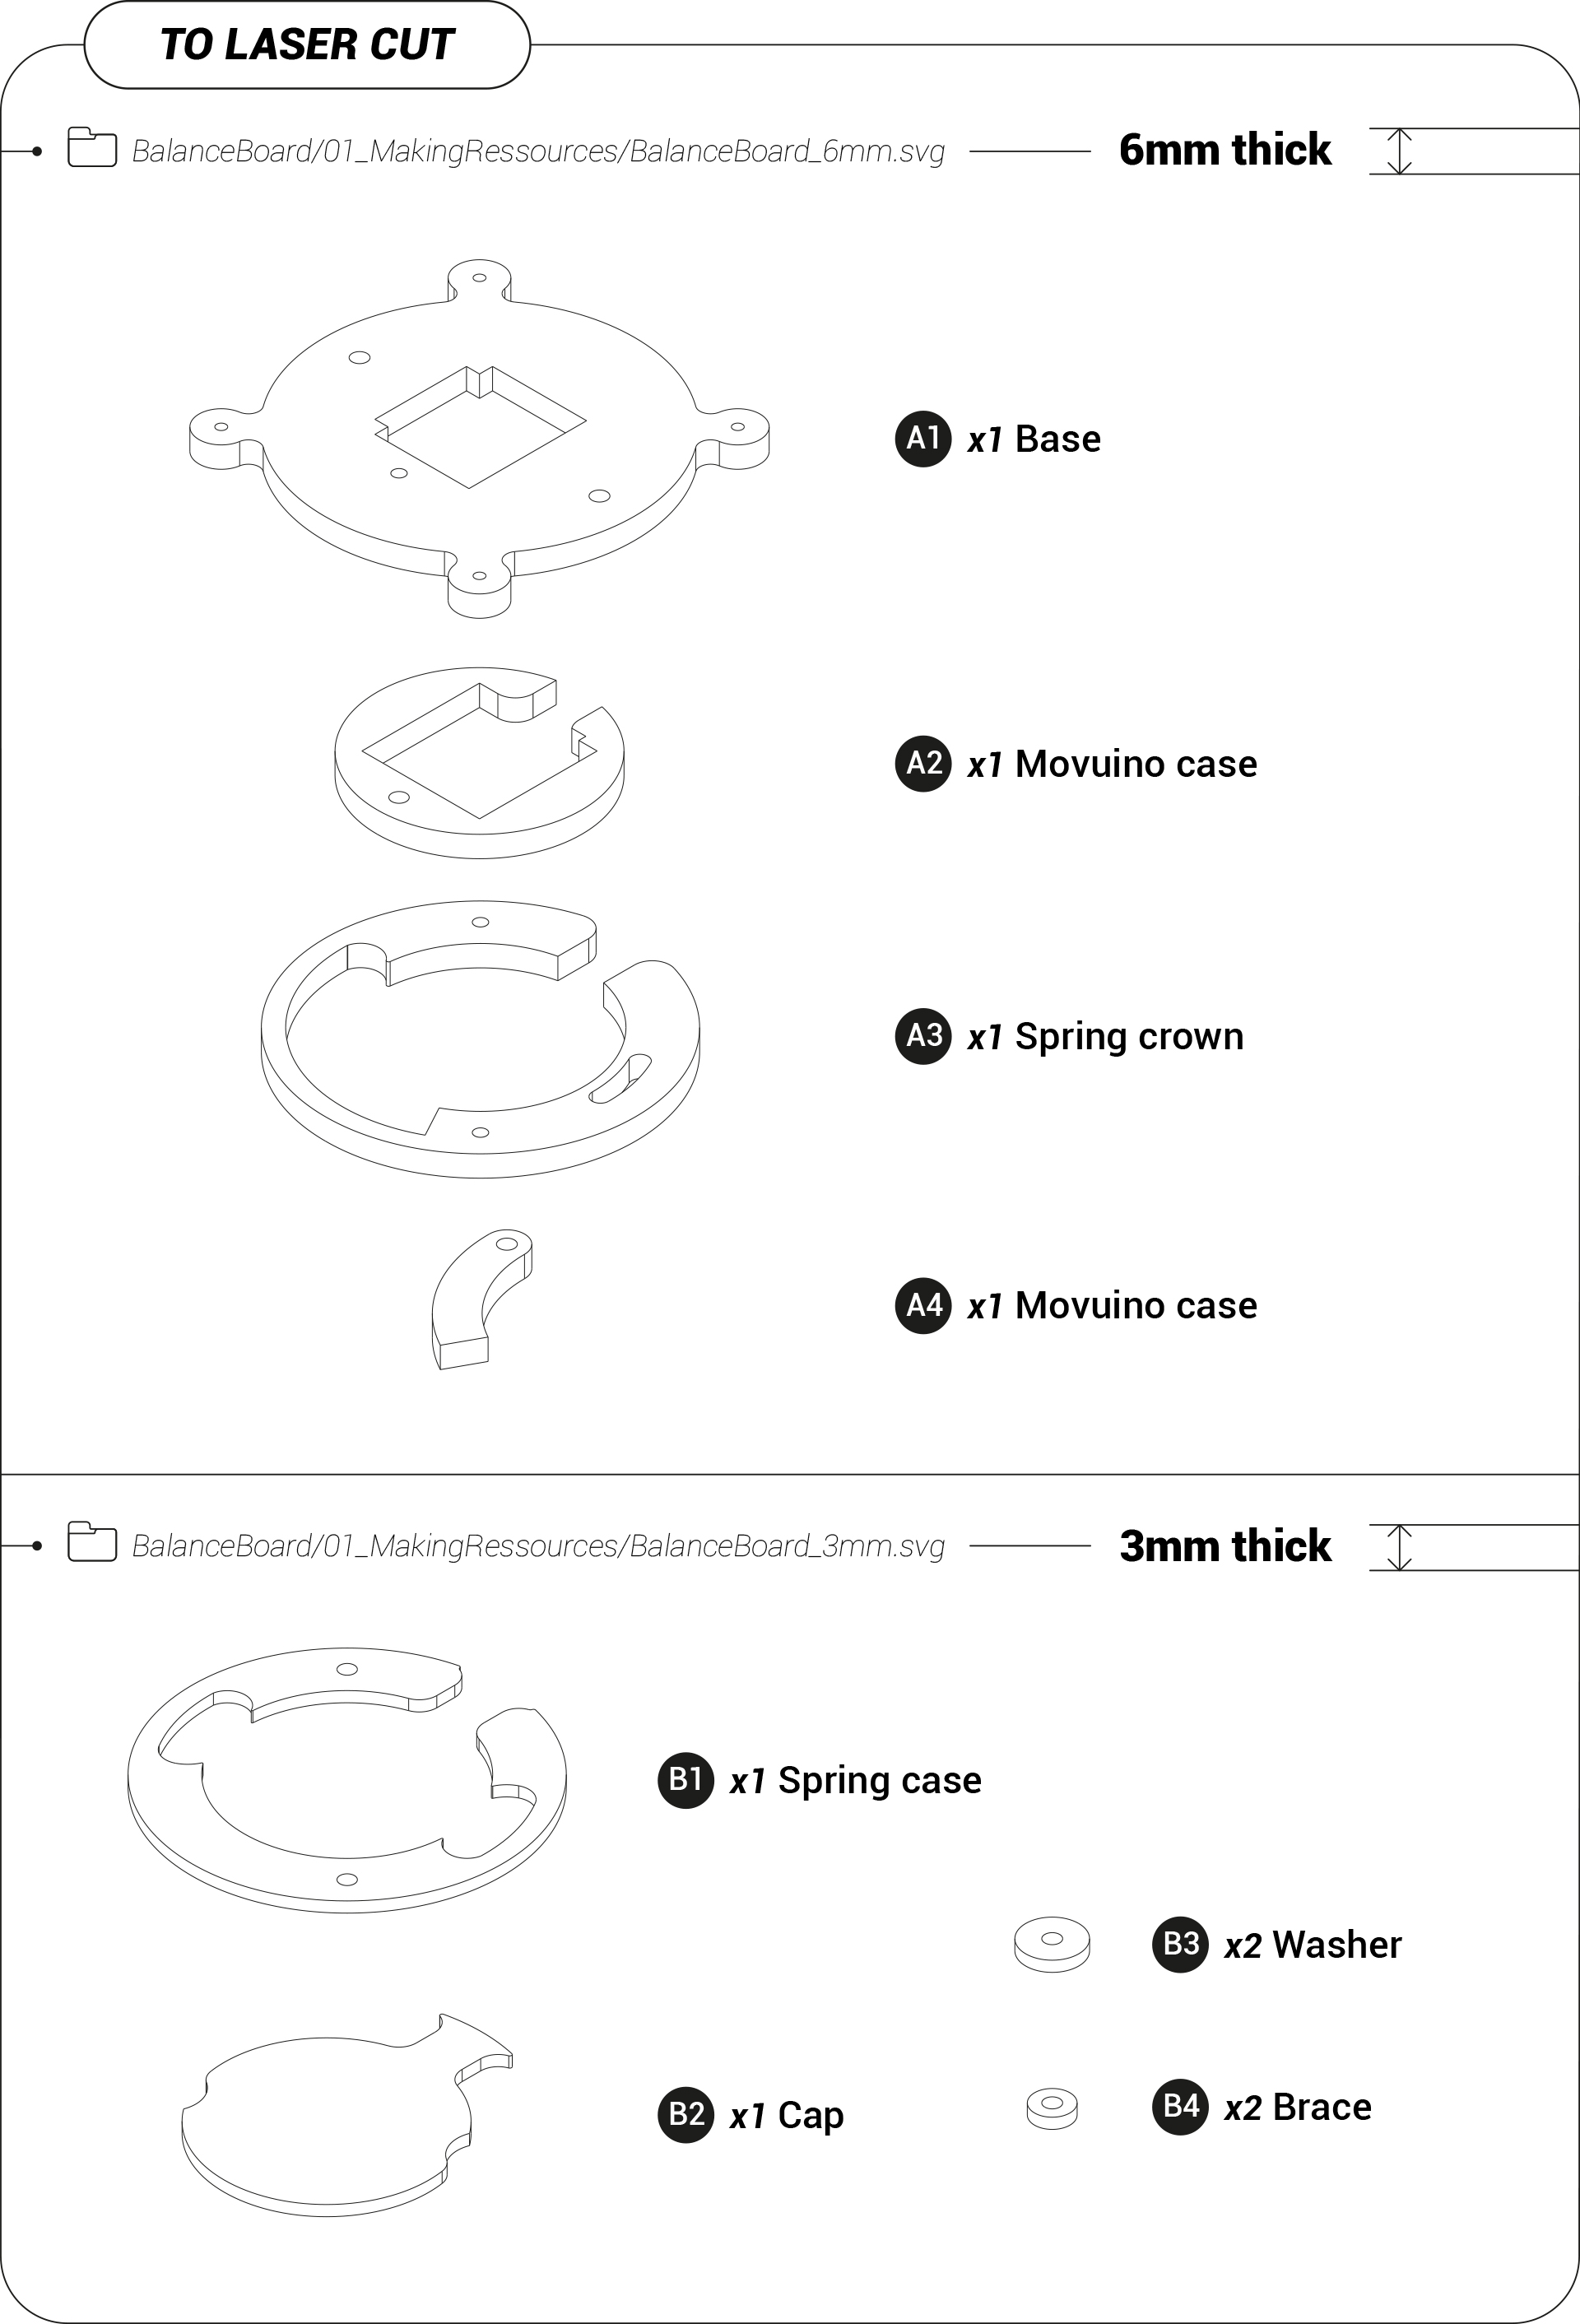 TO LASER CUT
BalanceBoard/01_MakingRessources/BalanceBoard_6mm.svg
6mm thick
A1 x1 Base
A2 x1 Movuino case
A3 x1 Spring crown
A4 x1 Movuino case
BalanceBoard/01_MakingRessources/BalanceBoard_3mm.svg
3mm thick
B1 x1 Spring case
B3 x2 Washer
B2 x1 Cap
B4 x2 Brace